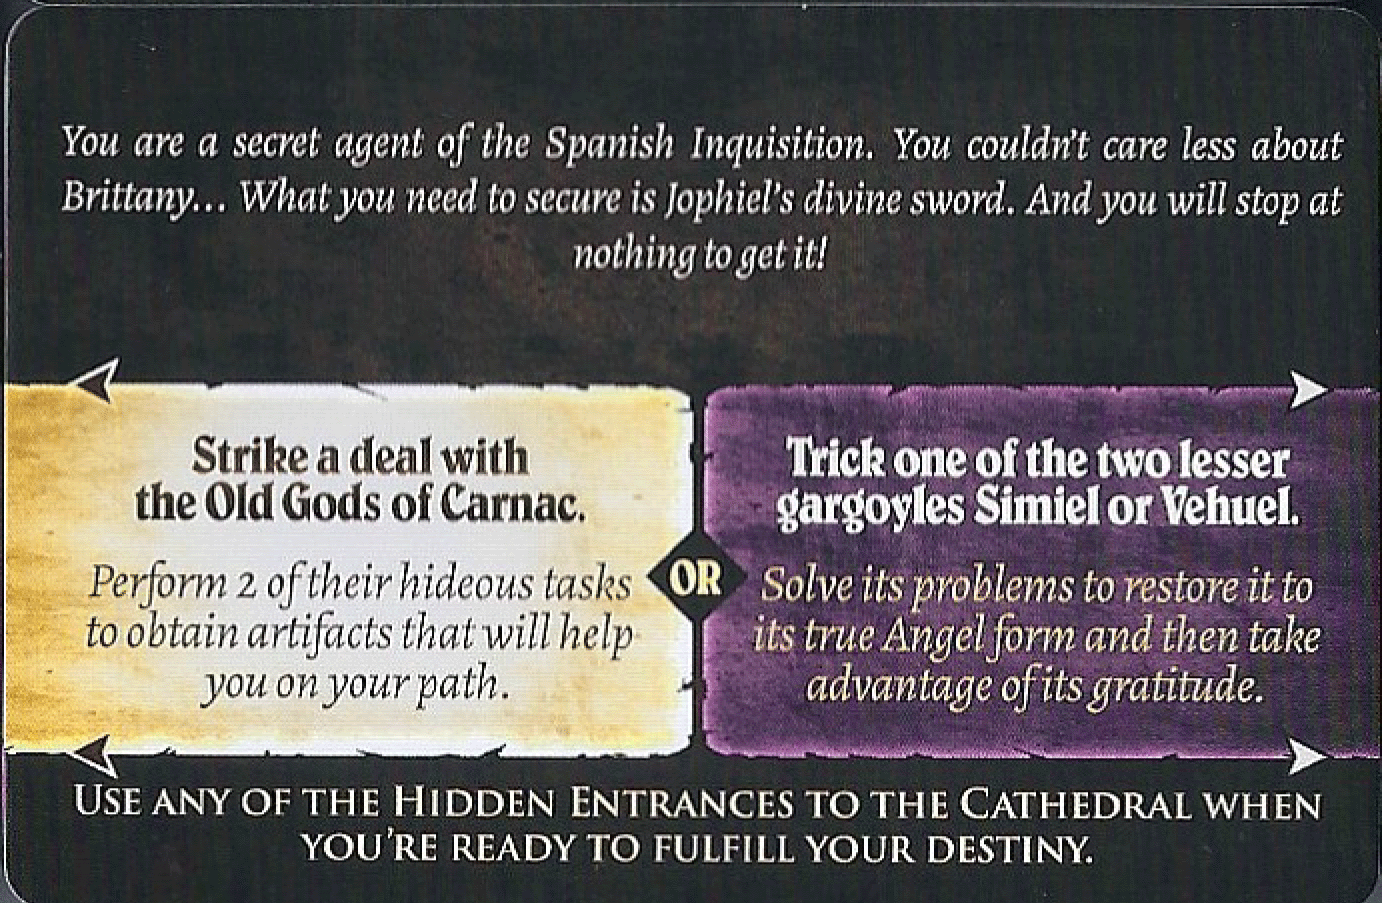 You are a secret agent of the Spanish Inquisition. You couldn't care less about
Brittany... What you need to secure is Jophiel's divine sword. And you will stop at
nothing to get it!
Strike a deal with
the Old Gods of Carnac.
Perform 2 of their hideous tasks
to obtain artifacts that will help
you on your path.
OR
Trick one of the two lesser
gargoyles Simiel or Vehuel.
Solve its problems to restore it to
its true Angel form and then take
advantage of its gratitude.
USE ANY OF THE HIDDEN ENTRANCES TO THE CATHEDRAL WHEN
YOU'RE READY TO FULFILL YOUR DESTINY.